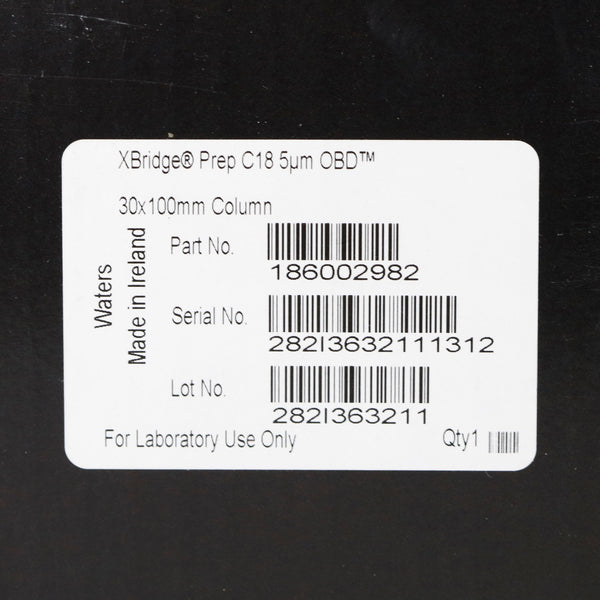 XBridge® Prep C18 5µm OBD™
30x100mm Column
Waters
Made in Ireland
Part No.
186002982
Serial No.
282I3632111312
Lot No.
282I363211
For Laboratory Use Only
Qty1